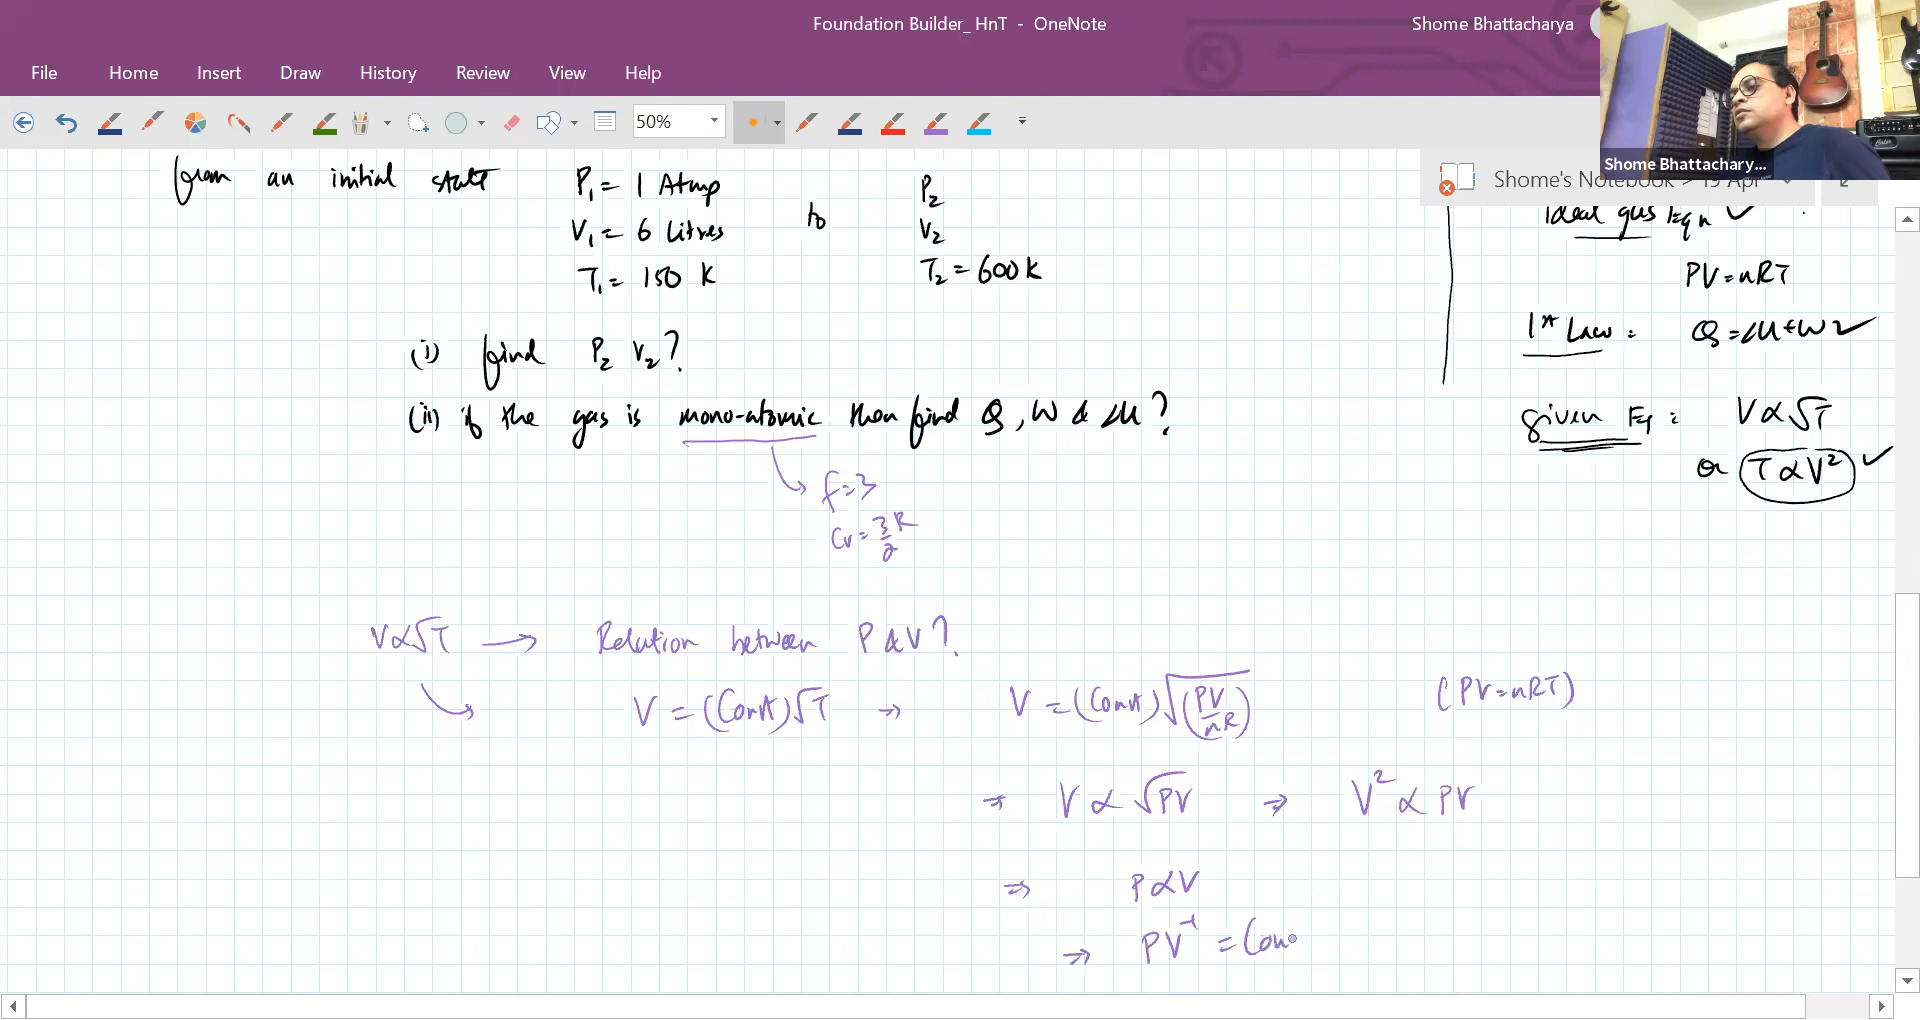 Foundation Builder_ HnT - OneNote
Shome Bhattacharya
File Home Insert Draw History Review View Help
50%
Shome Bhattachary...
Shome's Notebook > 19 Apr
from an initial state P₁ = 1 Atmp to P₂
V₁ = 6 Litres V₂
T₁ = 150 K T₂ = 600 K
(i) find P₂ V₂?
(ii) if the gas is mono-atomic then find Q, W & ΔU?
f = 3
Cv = 3/2 R
Ideal gas Eqn ✓
PV = nRT
1st Law : Q = ΔU + W ✓
given Eq : V ∝ √T
or T ∝ V² ✓
V ∝ √T → Relation between P & V?
V = (Const) √T ⇒ V = (Const) √(PV/nR) (PV = nRT)
⇒ V ∝ √PV ⇒ V² ∝ PV
⇒ P ∝ V
⇒ PV⁻¹ = Con